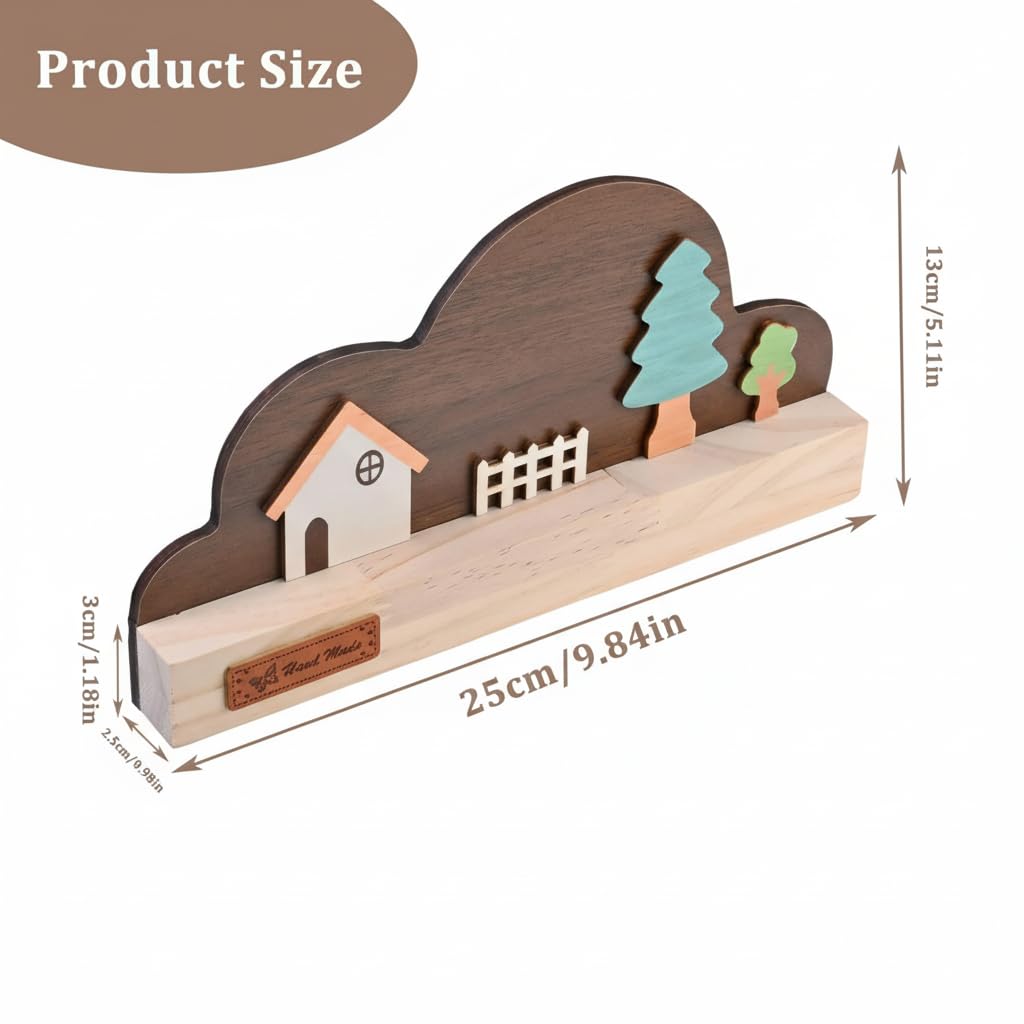 Product Size
13cm/5.11in
3cm/1.18in
2.5cm/0.98in
25cm/9.84in
Hand Made